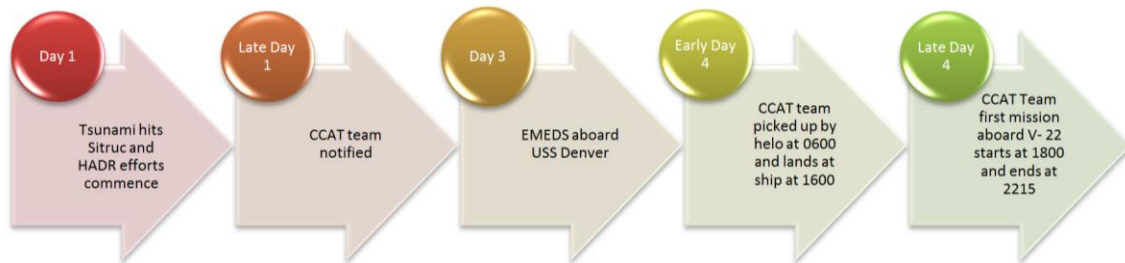 Day 1
Tsunami hits
Sitruc and
HADR efforts
commence
Late Day
1
CCAT team
notified
Day 3
EMEDS aboard
USS Denver
Early Day
4
CCAT team
picked up by
helo at 0600
and lands at
ship at 1600
Late Day
4
CCAT Team
first mission
aboard V- 22
starts at 1800
and ends at
2215